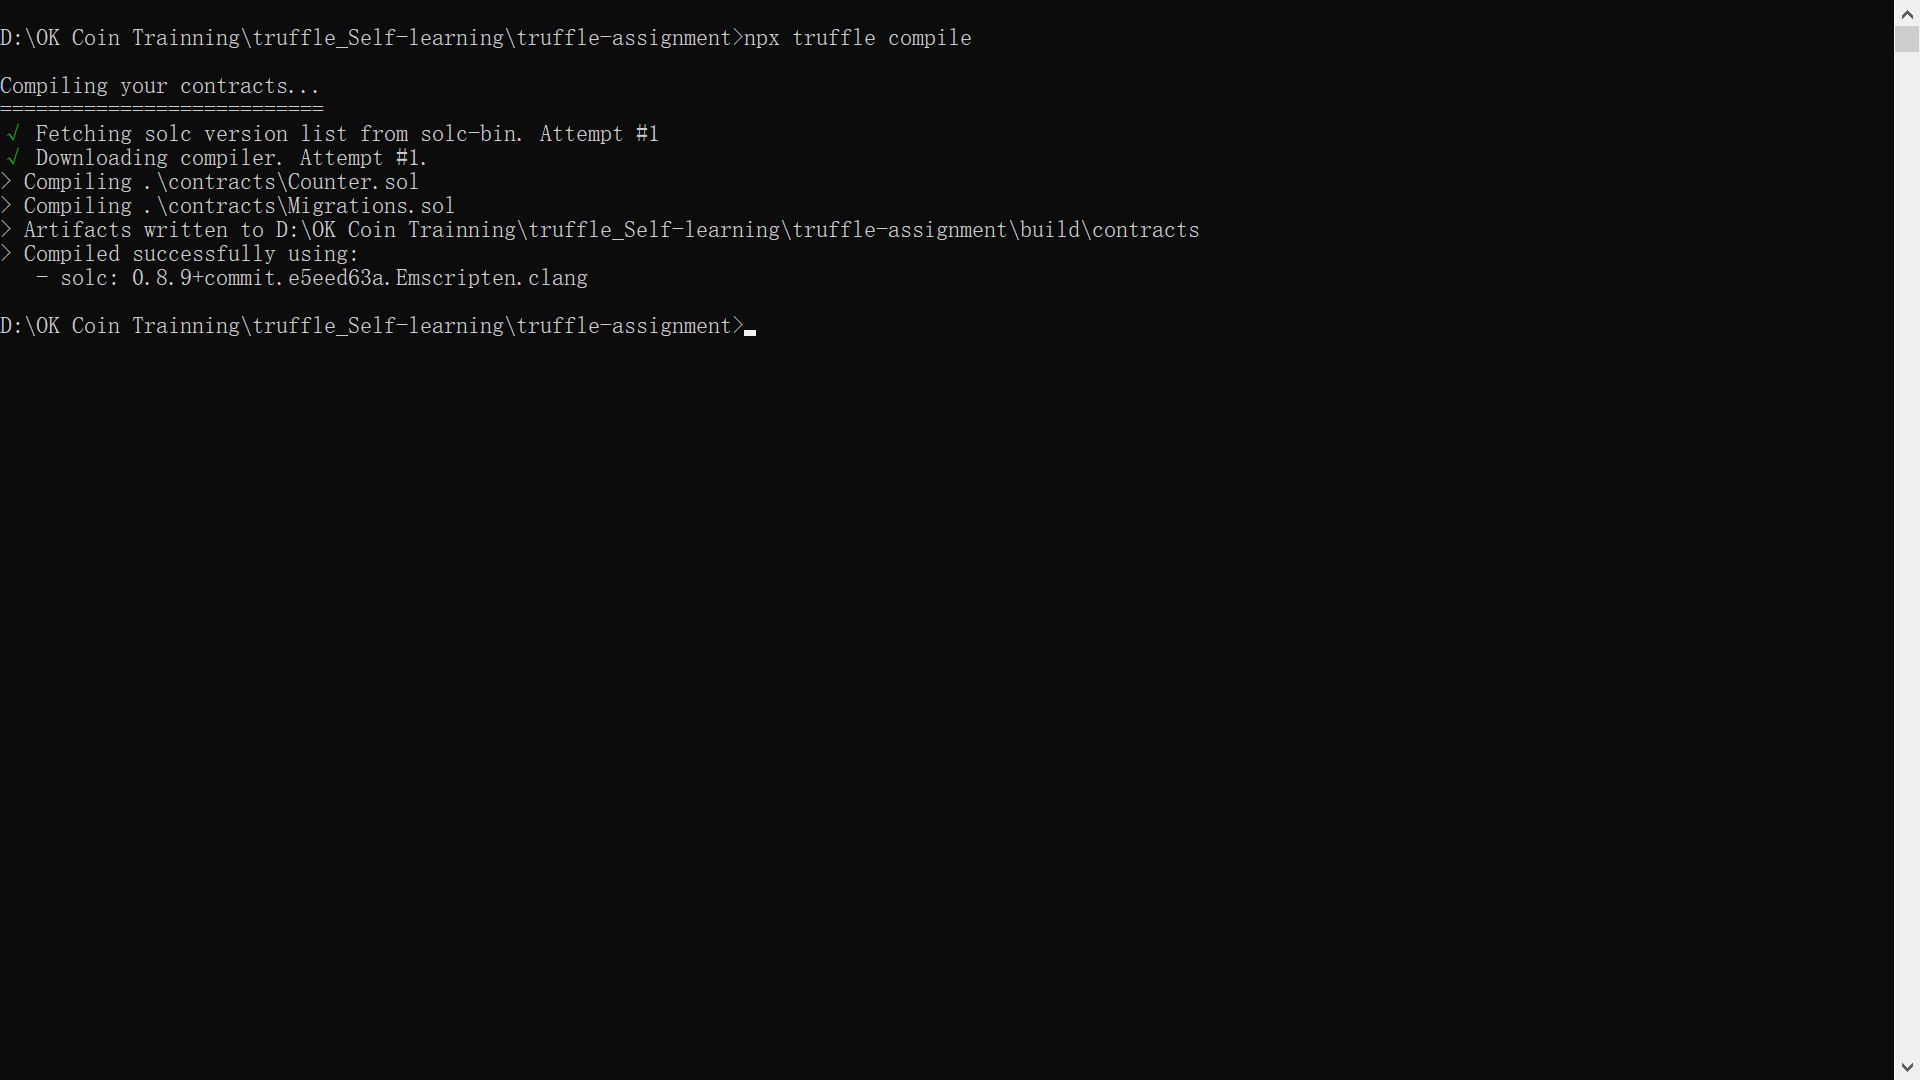 D:\OK Coin Trainning\truffle_Self-learning\truffle-assignment>npx truffle compile
Compiling your contracts...
===========================
√ Fetching solc version list from solc-bin. Attempt #1
√ Downloading compiler. Attempt #1.
> Compiling .\contracts\Counter.sol
> Compiling .\contracts\Migrations.sol
> Artifacts written to D:\OK Coin Trainning\truffle_Self-learning\truffle-assignment\build\contracts
> Compiled successfully using:
- solc: 0.8.9+commit.e5eed63a.Emscripten.clang
D:\OK Coin Trainning\truffle_Self-learning\truffle-assignment>